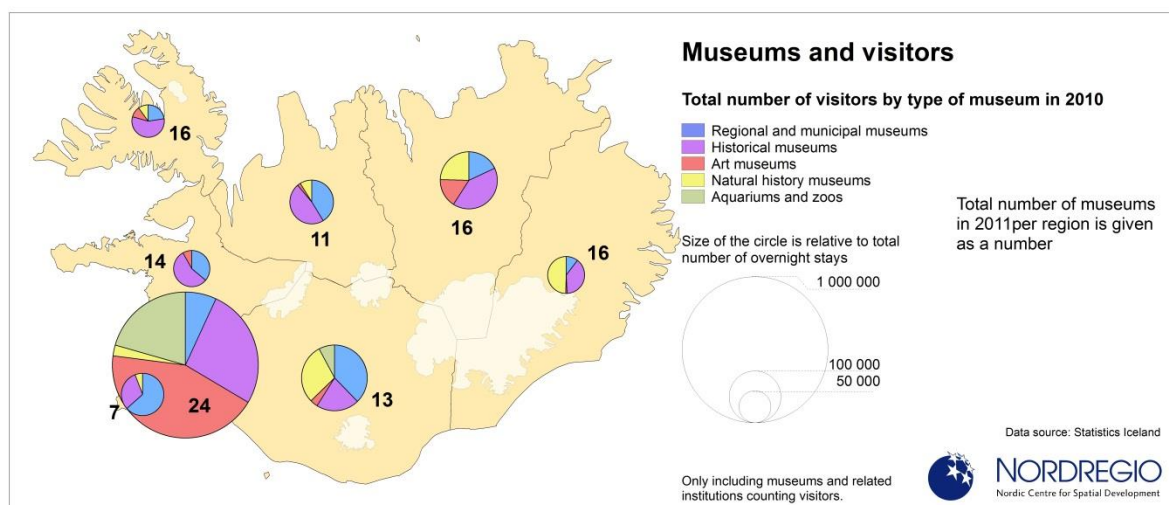 Museums and visitors
Total number of visitors by type of museum in 2010
Regional and municipal museums
Historical museums
Art museums
Natural history museums
Aquariums and zoos
Total number of museums
in 2011per region is given
as a number
Size of the circle is relative to total
number of overnight stays
1 000 000
100 000
50 000
16
11
16
16
14
7
24
13
Data source: Statistics Iceland
Only including museums and related
institutions counting visitors.
NORDREGIO
Nordic Centre for Spatial Development